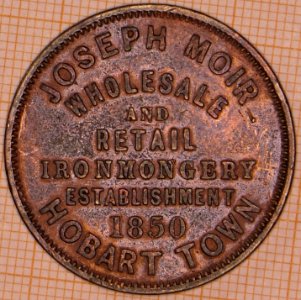 JOSEPH MOIR
WHOLESALE
AND
RETAIL
IRONMONGERY
ESTABLISHMENT
1850
HOBART TOWN